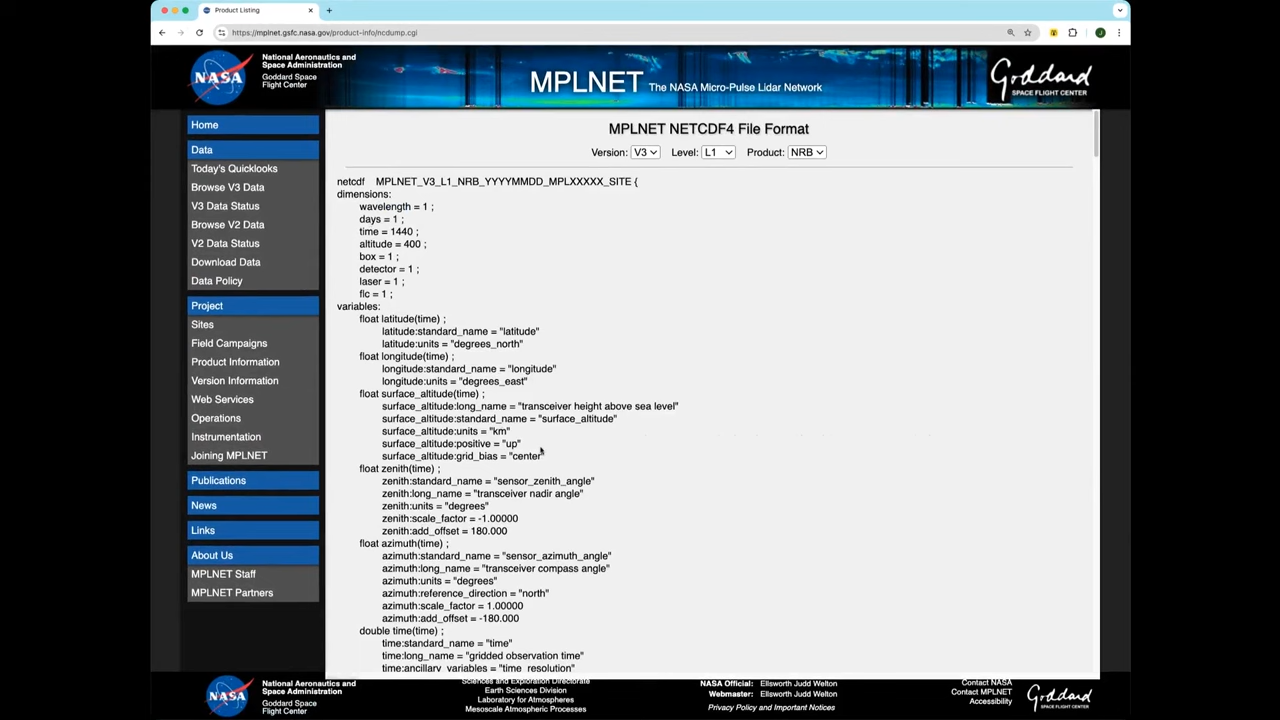 Product Listing
https://mplnet.gsfc.nasa.gov/product-info/ncdump.cgi
J
NASA
National Aeronautics and
Space Administration
Goddard Space
Flight Center
MPLNET The NASA Micro-Pulse Lidar Network
Goddard
SPACE FLIGHT CENTER
Home
Data
Today's Quicklooks
Browse V3 Data
V3 Data Status
Browse V2 Data
V2 Data Status
Download Data
Data Policy
Project
Sites
Field Campaigns
Product Information
Version Information
Web Services
Operations
Instrumentation
Joining MPLNET
Publications
News
Links
About Us
MPLNET Staff
MPLNET Partners
MPLNET NETCDF4 File Format
Version: V3 Level: L1 Product: NRB
netcdf MPLNET_V3_L1_NRB_YYYYMMDD_MPLXXXXX_SITE {
dimensions:
wavelength = 1 ;
days = 1 ;
time = 1440 ;
altitude = 400 ;
box = 1 ;
detector = 1 ;
laser = 1 ;
flc = 1 ;
variables:
float latitude(time) ;
latitude:standard_name = "latitude"
latitude:units = "degrees_north"
float longitude(time) ;
longitude:standard_name = "longitude"
longitude:units = "degrees_east"
float surface_altitude(time) ;
surface_altitude:long_name = "transceiver height above sea level"
surface_altitude:standard_name = "surface_altitude"
surface_altitude:units = "km"
surface_altitude:positive = "up"
surface_altitude:grid_bias = "center"
float zenith(time) ;
zenith:standard_name = "sensor_zenith_angle"
zenith:long_name = "transceiver nadir angle"
zenith:units = "degrees"
zenith:scale_factor = -1.00000
zenith:add_offset = 180.000
float azimuth(time) ;
azimuth:standard_name = "sensor_azimuth_angle"
azimuth:long_name = "transceiver compass angle"
azimuth:units = "degrees"
azimuth:reference_direction = "north"
azimuth:scale_factor = 1.00000
azimuth:add_offset = -180.000
double time(time) ;
time:standard_name = "time"
time:long_name = "gridded observation time"
time:ancillary_variables = "time_resolution"
NASA
National Aeronautics and
Space Administration
Goddard Space
Flight Center
Sciences and Exploration Directorate
Earth Sciences Division
Laboratory for Atmospheres
Mesoscale Atmospheric Processes
NASA Official: Ellsworth Judd Welton
Webmaster: Ellsworth Judd Welton
Privacy Policy and Important Notices
Contact NASA
Contact MPLNET
Accessibility
Goddard
SPACE FLIGHT CENTER